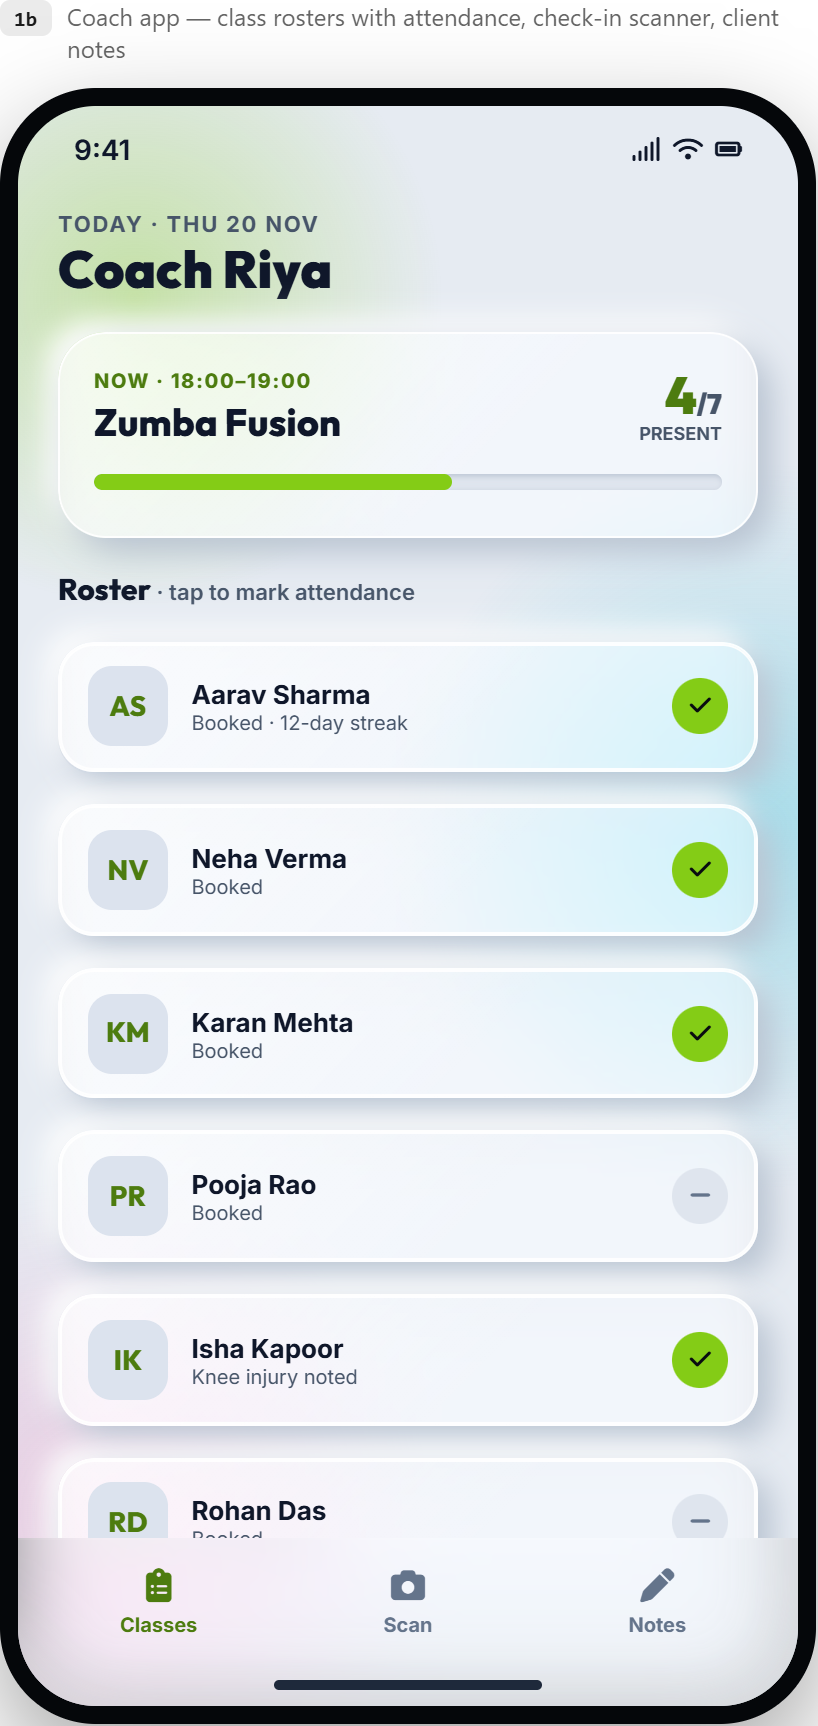 1b
Coach app — class rosters with attendance, check-in scanner, client
notes
9:41
TODAY · THU 20 NOV
Coach Riya
NOW · 18:00–19:00
Zumba Fusion
4/7
PRESENT
Roster · tap to mark attendance
AS
Aarav Sharma
Booked · 12-day streak
NV
Neha Verma
Booked
KM
Karan Mehta
Booked
PR
Pooja Rao
Booked
IK
Isha Kapoor
Knee injury noted
RD
Rohan Das
Booked
Classes
Scan
Notes